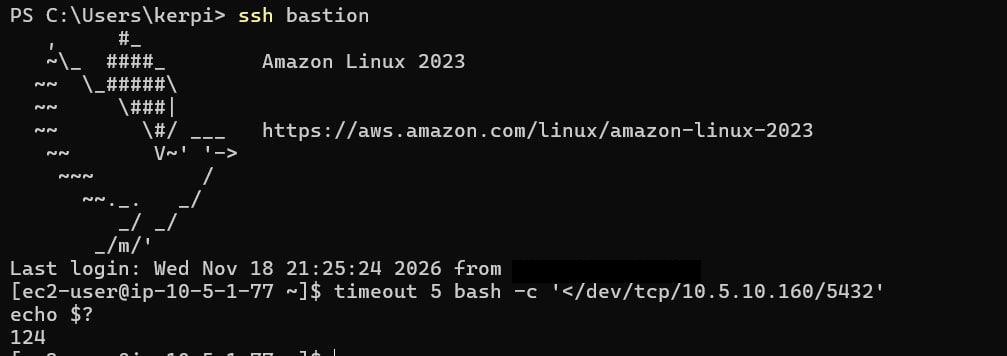 PS C:\Users\kerpi> ssh bastion
   ,     #_
   ~\_  ####_        Amazon Linux 2023
  ~~  \_#####\
  ~~     \###|
  ~~       \#/ ___   https://aws.amazon.com/linux/amazon-linux-2023
   ~~       V~' '->
    ~~~         /
      ~~._.   _/
         _/ _/
       _/m/'
Last login: Wed Nov 18 21:25:24 2026 from
[ec2-user@ip-10-5-1-77 ~]$ timeout 5 bash -c '</dev/tcp/10.5.10.160/5432'
echo $?
124